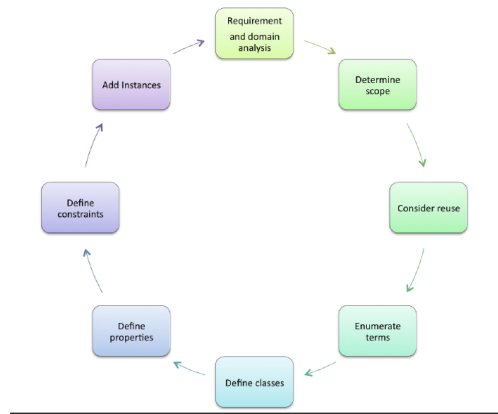 Requirement
and domain
analysis
Determine
scope
Consider reuse
Enumerate
terms
Define classes
Define
properties
Define
constraints
Add Instances